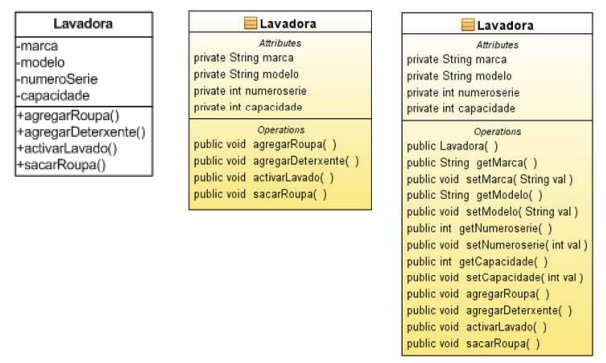 Lavadora
-marca
-modelo
-numeroSerie
-capacidade
+agregarRoupa()
+agregarDeterxente()
+activarLavado()
+sacarRoupa()
Lavadora
Attributes
private String marca
private String modelo
private int numeroserie
private int capacidade
Operations
public void agregarRoupa( )
public void agregarDeterxente( )
public void activarLavado( )
public void sacarRoupa( )
Lavadora
Attributes
private String marca
private String modelo
private int numeroserie
private int capacidade
Operations
public Lavadora( )
public String getMarca( )
public void setMarca( String val )
public String getModelo( )
public void setModelo( String val )
public int getNumeroserie( )
public void setNumeroserie( int val )
public int getCapacidade( )
public void setCapacidade( int val )
public void agregarRoupa( )
public void agregarDeterxente( )
public void activarLavado( )
public void sacarRoupa( )